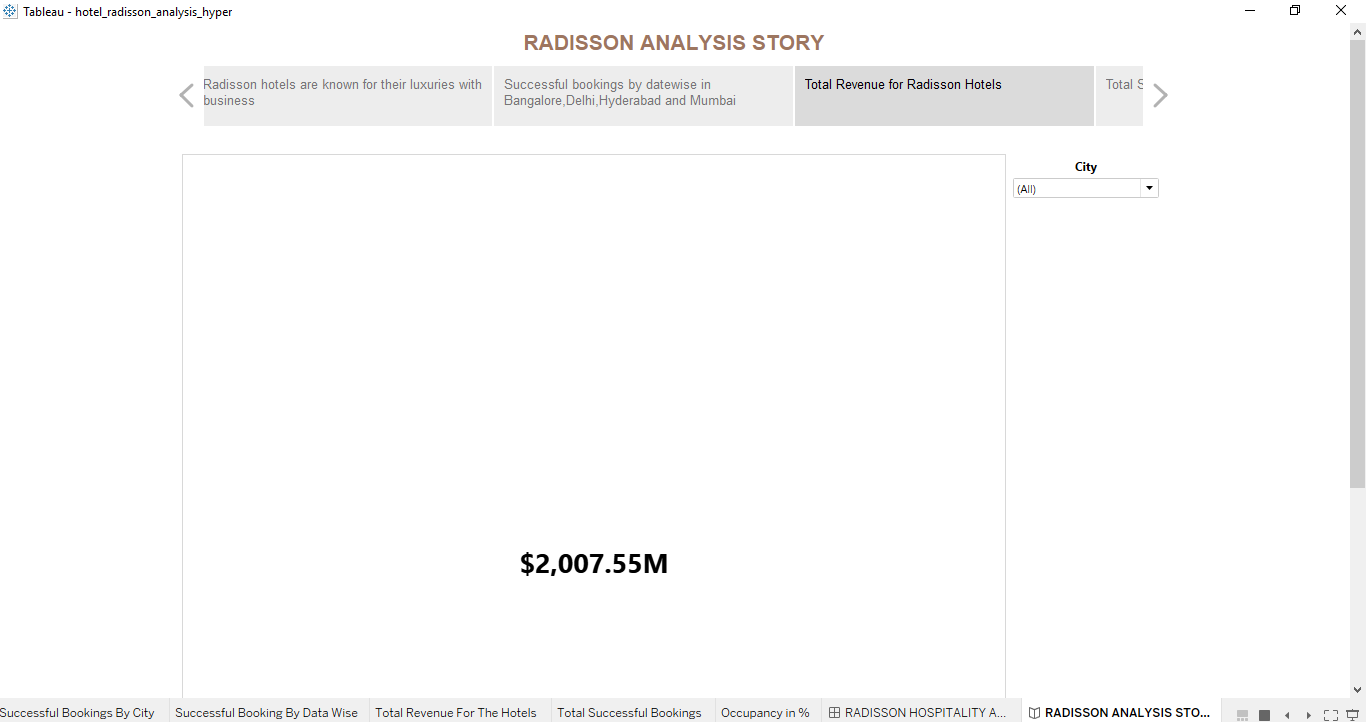 Tableau - hotel_radisson_analysis_hyper
RADISSON ANALYSIS STORY
Radisson hotels are known for their luxuries with
business
Successful bookings by datewise in
Bangalore,Delhi,Hyderabad and Mumbai
Total Revenue for Radisson Hotels
Total S
City
(All)
$2,007.55M
Successful Bookings By City
Successful Booking By Data Wise
Total Revenue For The Hotels
Total Successful Bookings
Occupancy in %
RADISSON HOSPITALITY A...
RADISSON ANALYSIS STO...